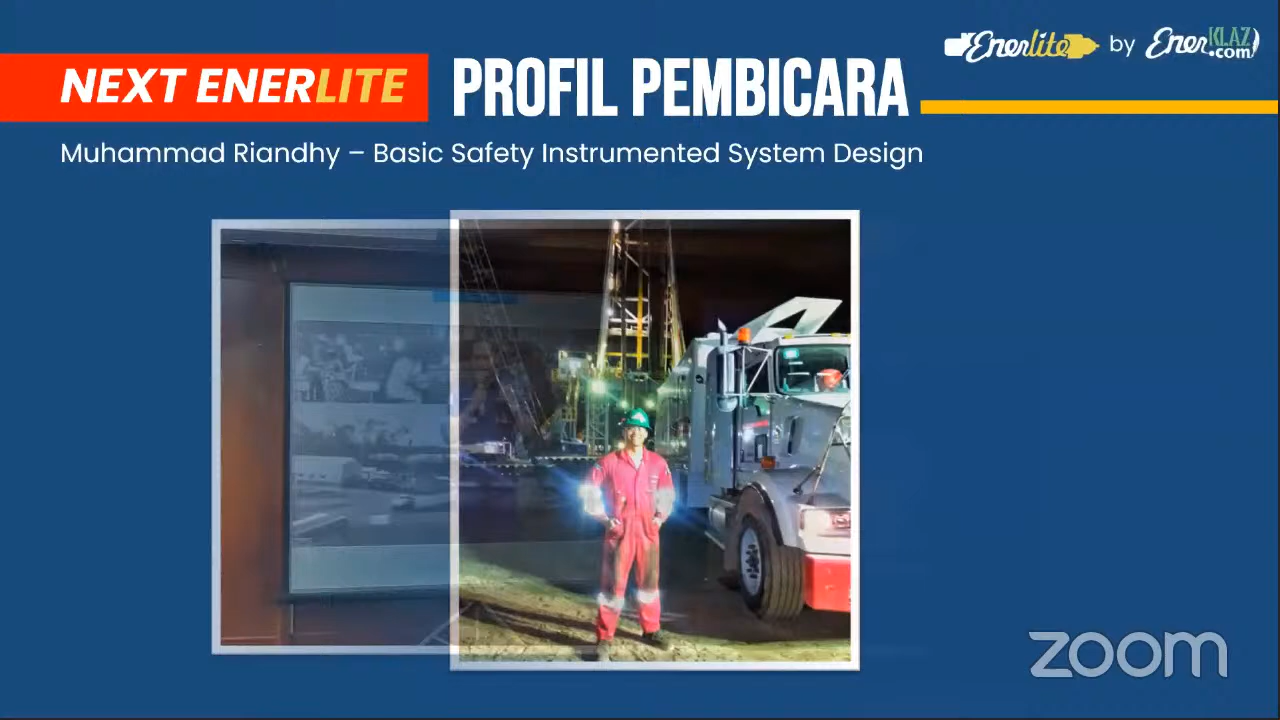 NEXT ENERLITE
PROFIL PEMBICARA
Enerlite by EnerKLAZ.com
Muhammad Riandhy – Basic Safety Instrumented System Design
zoom